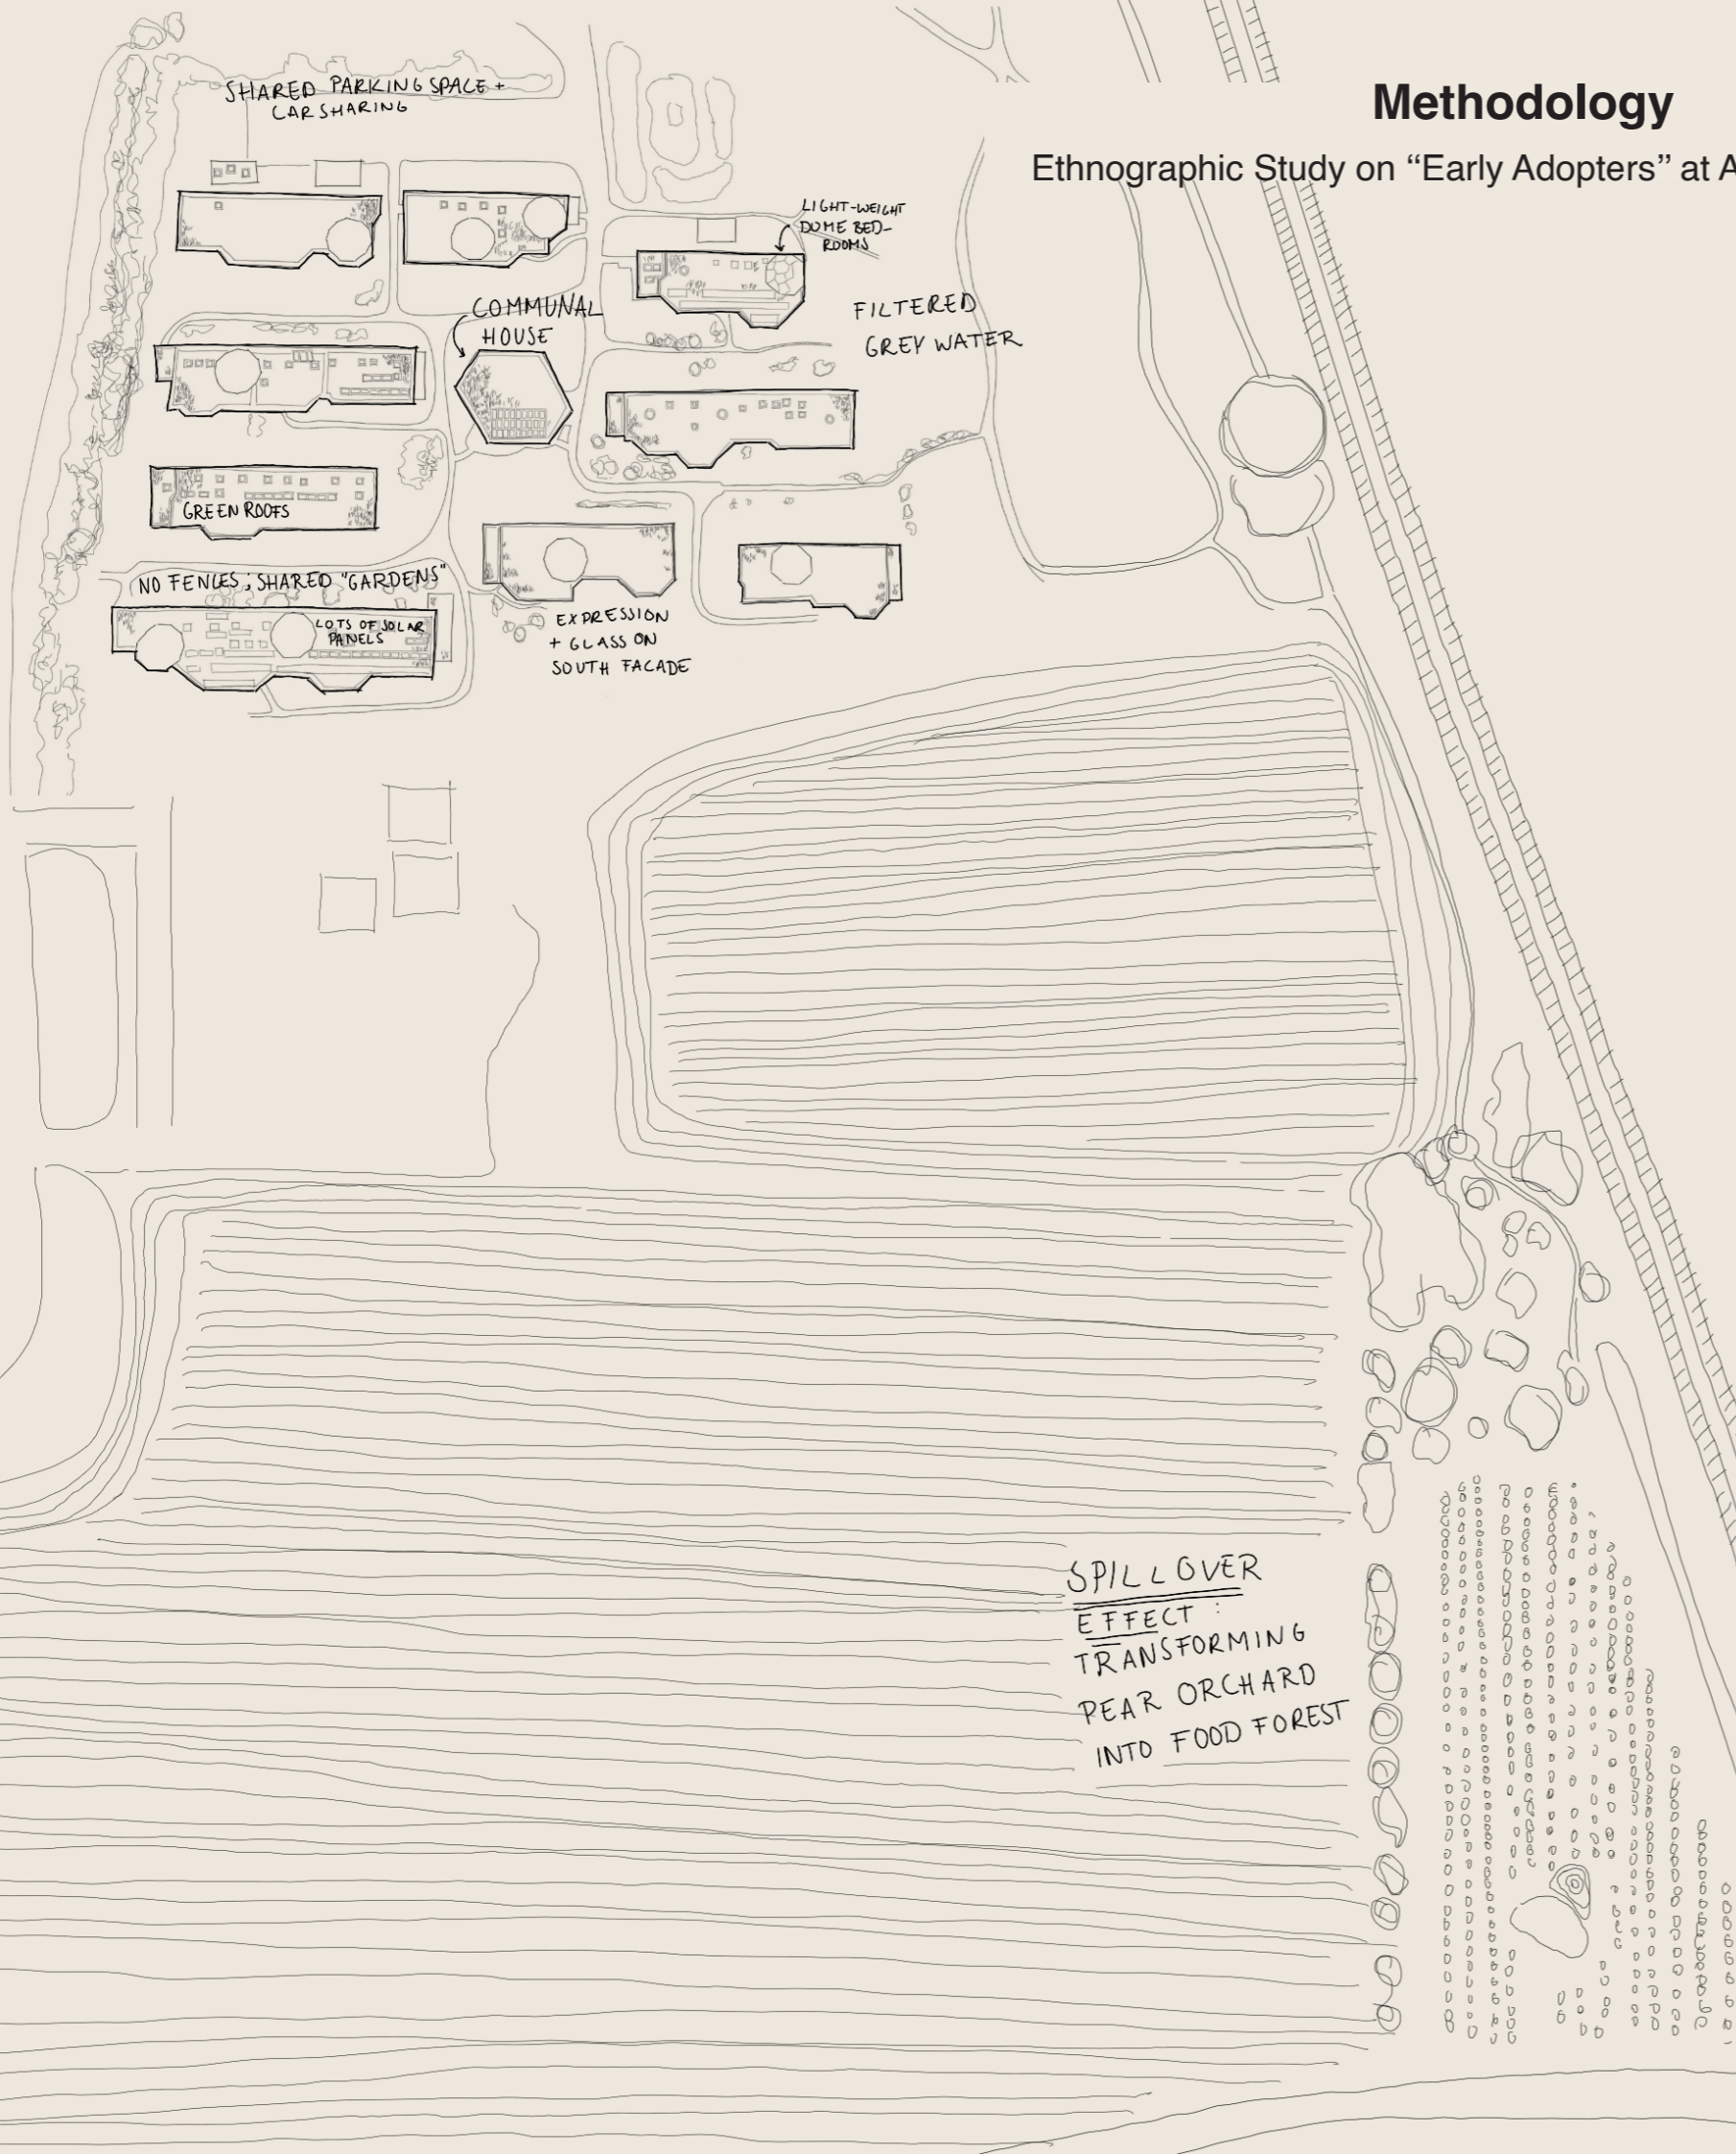 Methodology
Ethnographic Study on “Early Adopters” at A
SHARED PARKING SPACE +
CAR SHARING
LIGHT-WEIGHT
DOME BED-
ROOMS
COMMUNAL
HOUSE
FILTERED
GREY WATER
GREEN ROOFS
NO FENCES; SHARED "GARDENS"
LOTS OF SOLAR
PANELS
EXPRESSION
+ GLASS ON
SOUTH FACADE
SPILLOVER
EFFECT :
TRANSFORMING
PEAR ORCHARD
INTO FOOD FOREST